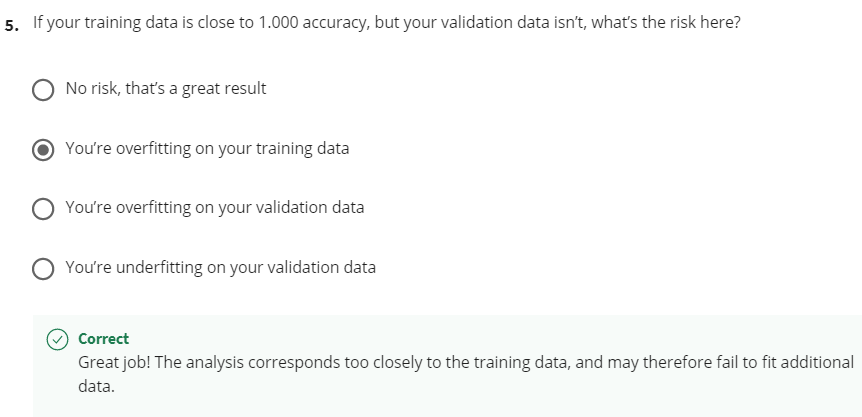 5. If your training data is close to 1.000 accuracy, but your validation data isn’t, what’s the risk here?
No risk, that’s a great result
You’re overfitting on your training data
You’re overfitting on your validation data
You’re underfitting on your validation data
Correct
Great job! The analysis corresponds too closely to the training data, and may therefore fail to fit additional
data.